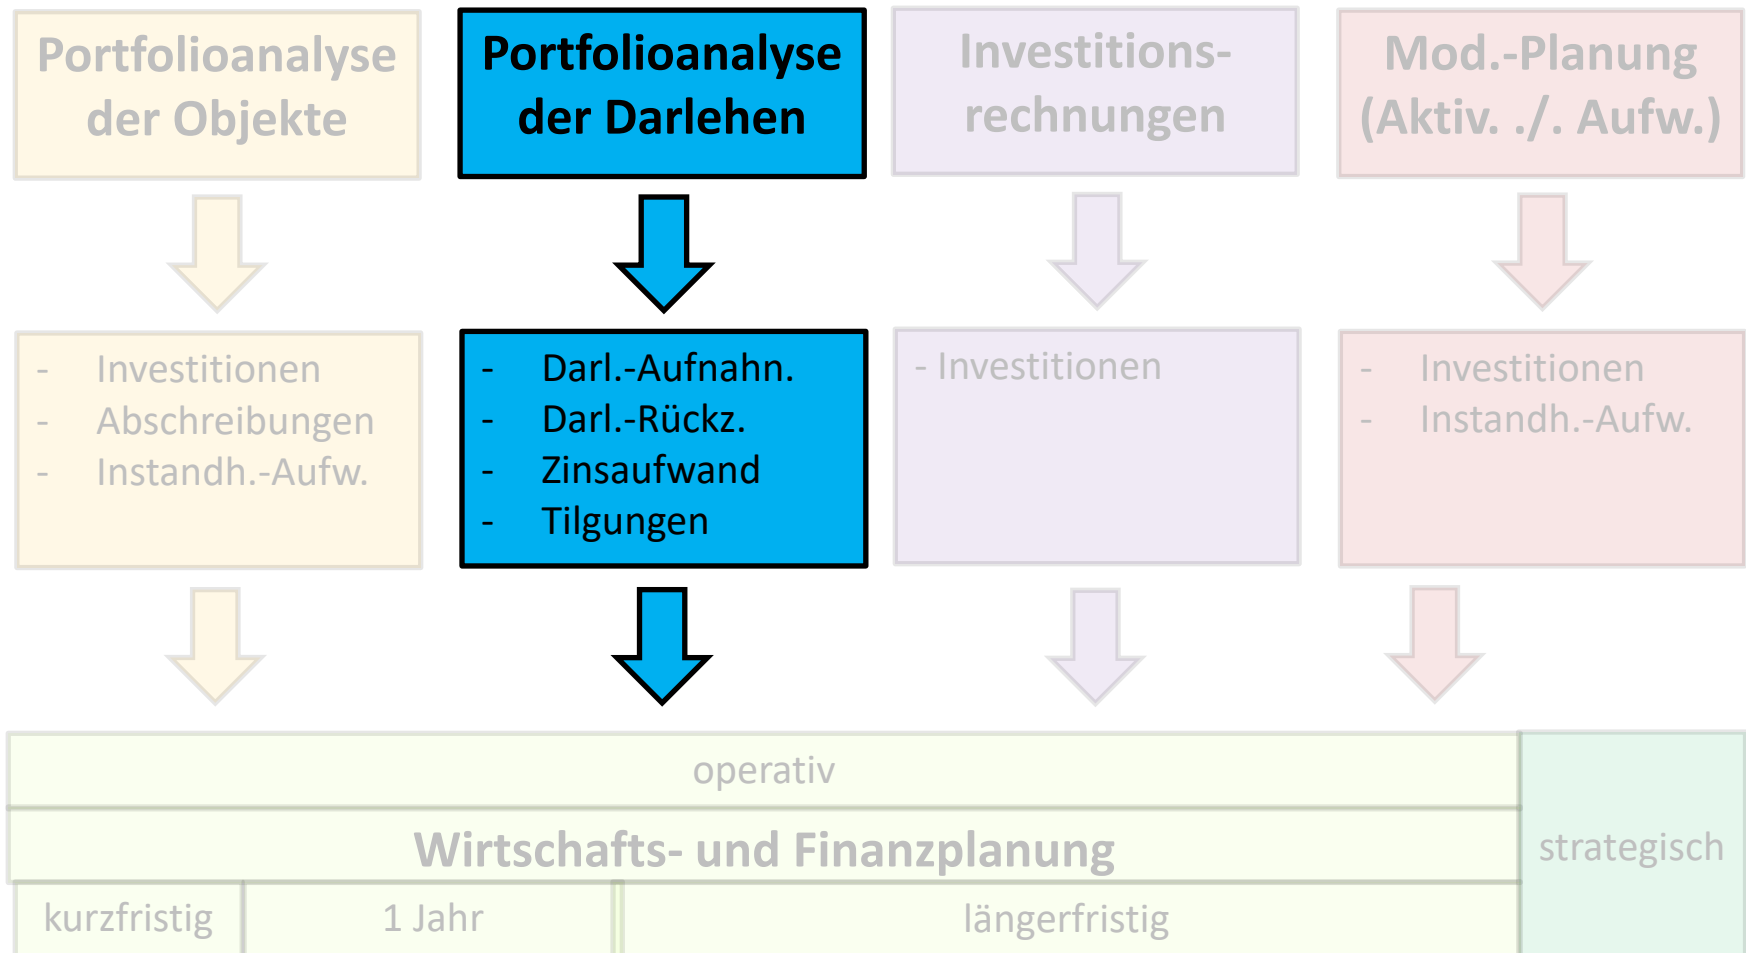 Portfolioanalyse
der Objekte
Portfolioanalyse
der Darlehen
Investitions-
rechnungen
Mod.-Planung
(Aktiv. ./. Aufw.)
- Investitionen
- Abschreibungen
- Instandh.-Aufw.
- Darl.-Aufnahn.
- Darl.-Rückz.
- Zinsaufwand
- Tilgungen
- Investitionen
- Investitionen
- Instandh.-Aufw.
operativ
Wirtschafts- und Finanzplanung
strategisch
kurzfristig
1 Jahr
längerfristig